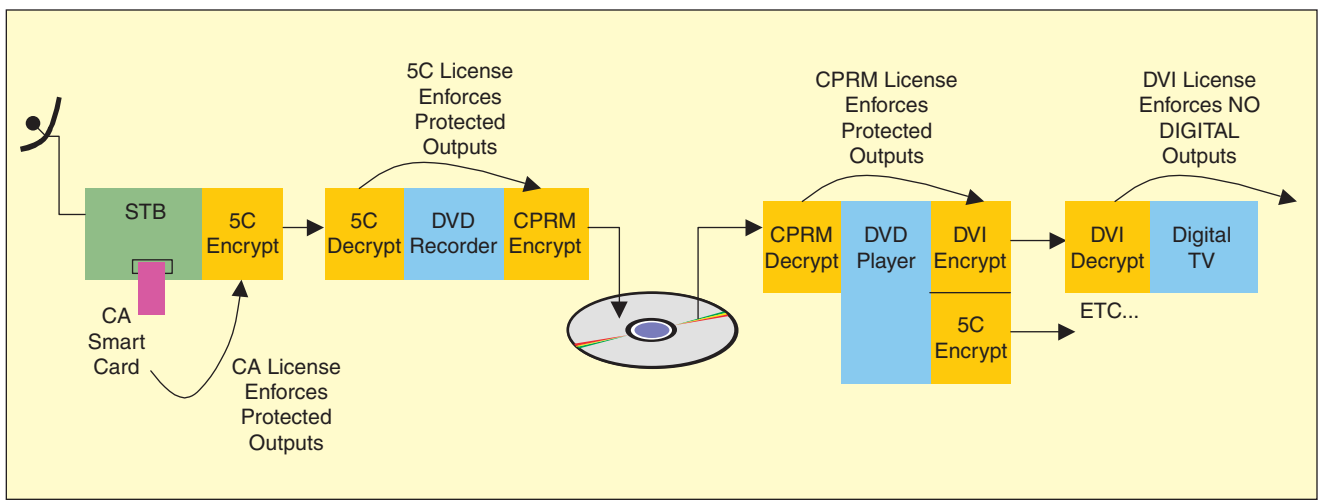 5C License
Enforces
Protected
Outputs
CPRM License
Enforces
Protected
Outputs
DVI License
Enforces NO
DIGITAL
Outputs
STB
5C
Encrypt
5C
Decrypt
DVD
Recorder
CPRM
Encrypt
CPRM
Decrypt
DVD
Player
DVI
Encrypt
DVI
Decrypt
Digital
TV
5C
Encrypt
ETC...
CA
Smart
Card
CA License
Enforces
Protected
Outputs